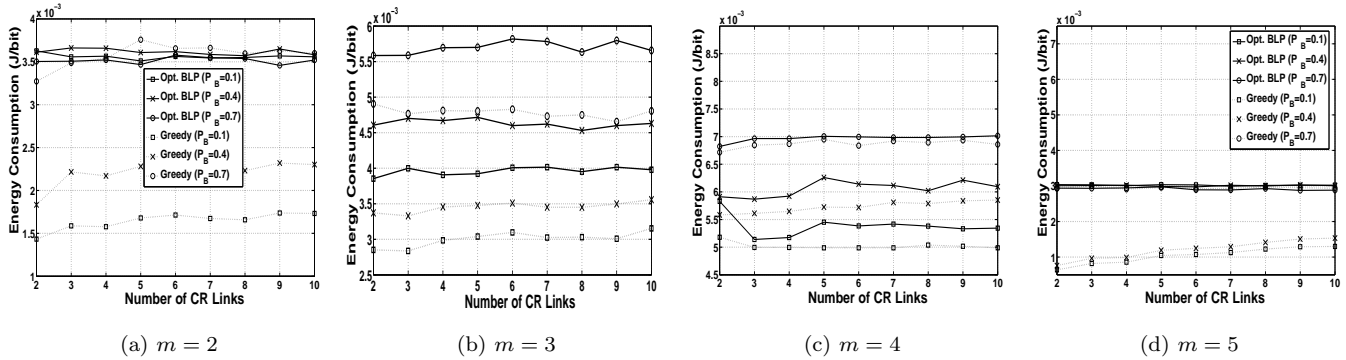 x 10⁻³
4
3.5
3
2.5
2
1.5
1
2 3 4 5 6 7 8 9 10
Energy Consumption (J/bit)
Number of CR Links
Opt. BLP (P_B=0.1)
Opt. BLP (P_B=0.4)
Opt. BLP (P_B=0.7)
Greedy (P_B=0.1)
Greedy (P_B=0.4)
Greedy (P_B=0.7)
(a) m = 2
x 10⁻³
6
5.5
5
4.5
4
3.5
3
2.5
2 3 4 5 6 7 8 9 10
Energy Consumption (J/bit)
Number of CR Links
(b) m = 3
x 10⁻³
8.5
8
7.5
7
6.5
6
5.5
5
4.5
2 3 4 5 6 7 8 9 10
Energy Consumption (J/bit)
Number of CR Links
(c) m = 4
x 10⁻³
7
6
5
4
3
2
1
2 3 4 5 6 7 8 9 10
Energy Consumption (J/bit)
Number of CR Links
Opt. BLP (P_B=0.1)
Opt. BLP (P_B=0.4)
Opt. BLP (P_B=0.7)
Greedy (P_B=0.1)
Greedy (P_B=0.4)
Greedy (P_B=0.7)
(d) m = 5